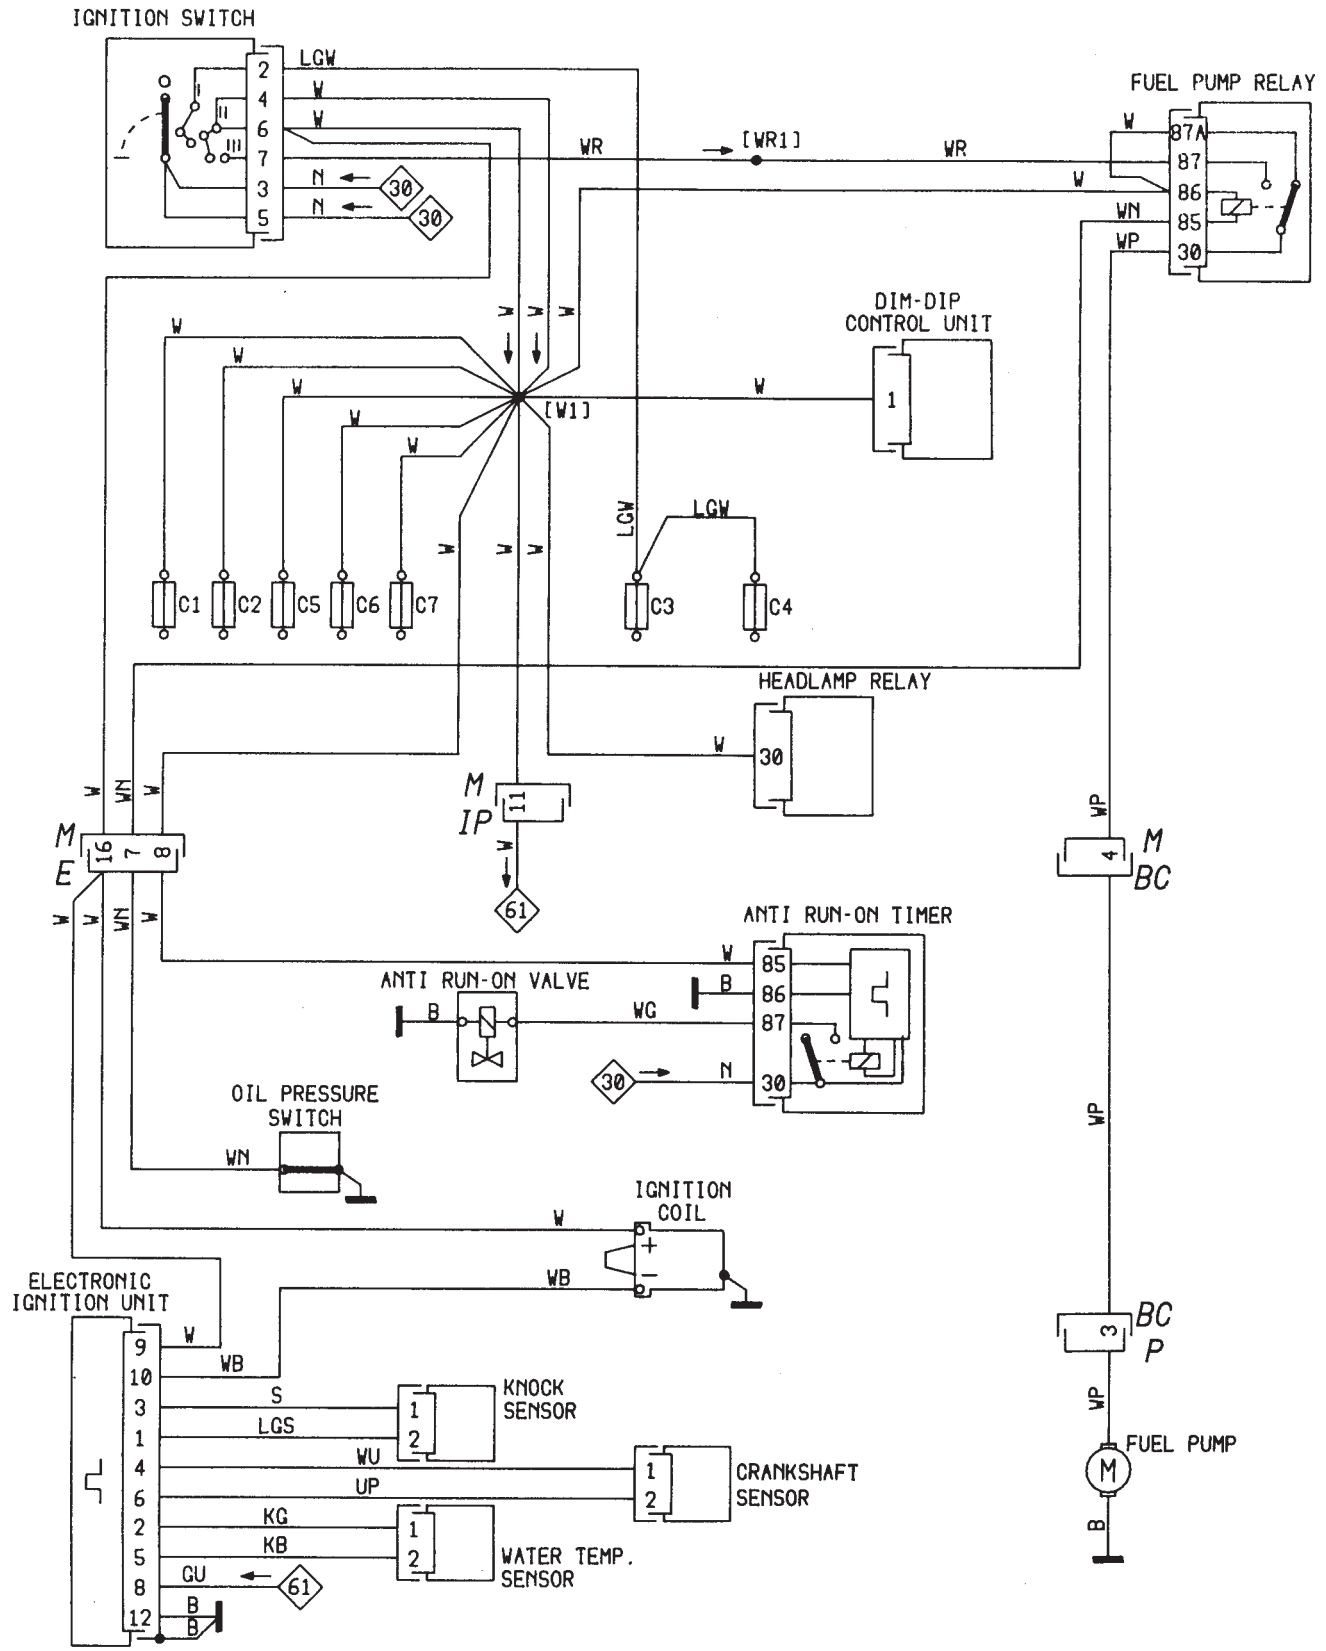 IGNITION SWITCH
2
LGW
4
W
6
W
7
WR
[WR1]
WR
3
N
30
5
N
30
I
II
III
FUEL PUMP RELAY
W
87A
87
W
86
WN
85
WP
30
W
W
W
DIM-DIP
CONTROL UNIT
W
1
[W1]
W
W
W
W
W
W
W
W
LGW
LGW
C1
C2
C5
C6
C7
C3
C4
HEADLAMP RELAY
W
30
W
WN
W
M
E
16
7
8
M
IP
11
W
61
W
W
WN
W
WP
M
BC
4
ANTI RUN-ON TIMER
W
85
B
86
WG
87
30
N
30
ANTI RUN-ON VALVE
B
OIL PRESSURE
SWITCH
WN
WP
IGNITION
COIL
W
+
WB
−
ELECTRONIC
IGNITION UNIT
9
W
10
WB
3
S
1
LGS
4
WU
6
UP
2
KG
5
KB
8
GU
61
12
B
B
1
2
KNOCK
SENSOR
1
2
CRANKSHAFT
SENSOR
1
2
WATER TEMP.
SENSOR
BC
P
3
WP
FUEL PUMP
M
B